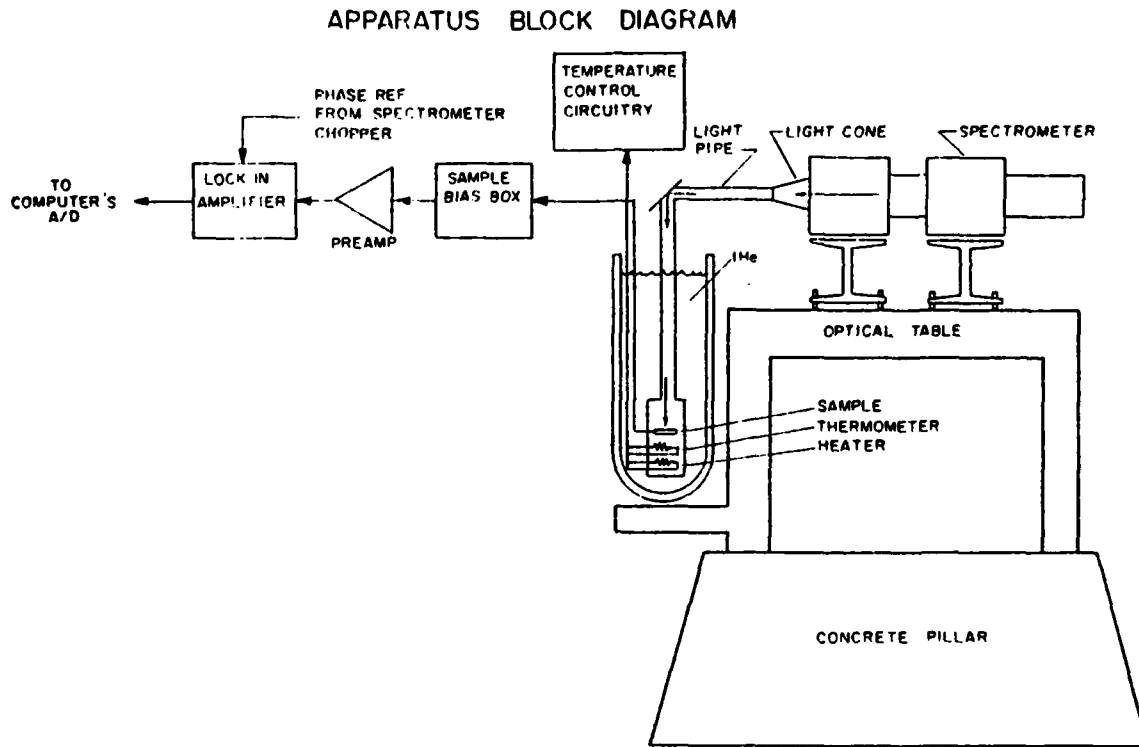 APPARATUS BLOCK DIAGRAM
TEMPERATURE
CONTROL
CIRCUITRY
PHASE REF
FROM SPECTROMETER
CHOPPER
LIGHT
PIPE
LIGHT CONE
SPECTROMETER
TO
COMPUTER'S
A/D
LOCK IN
AMPLIFIER
PREAMP
SAMPLE
BIAS BOX
lHe
OPTICAL TABLE
SAMPLE
THERMOMETER
HEATER
CONCRETE PILLAR